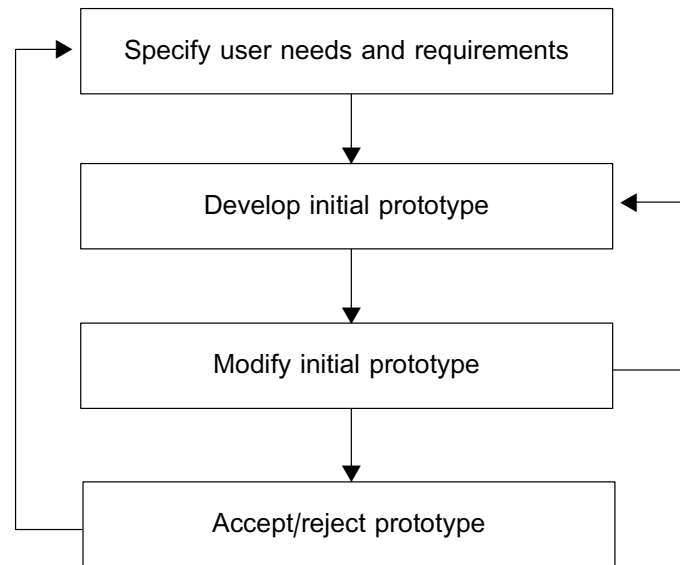 Specify user needs and requirements
Develop initial prototype
Modify initial prototype
Accept/reject prototype